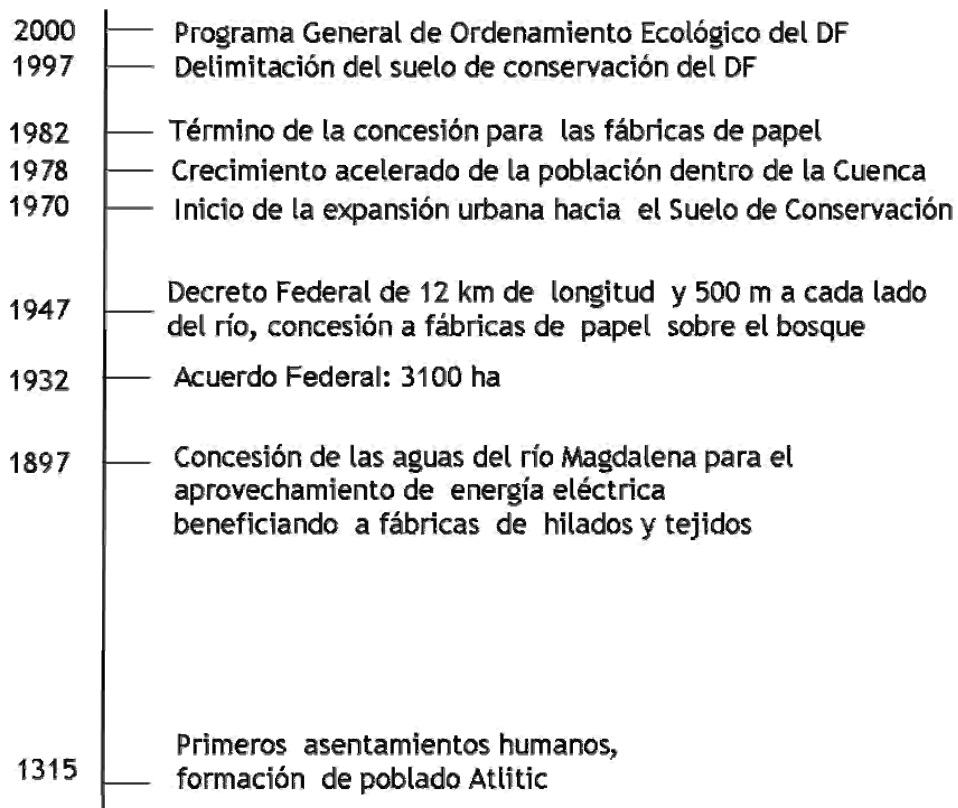 2000 Programa General de Ordenamiento Ecológico del DF
1997 Delimitación del suelo de conservación del DF
1982 Término de la concesión para las fábricas de papel
1978 Crecimiento acelerado de la población dentro de la Cuenca
1970 Inicio de la expansión urbana hacia el Suelo de Conservación
1947 Decreto Federal de 12 km de longitud y 500 m a cada lado
del río, concesión a fábricas de papel sobre el bosque
1932 Acuerdo Federal: 3100 ha
1897 Concesión de las aguas del río Magdalena para el
aprovechamiento de energía eléctrica
beneficiando a fábricas de hilados y tejidos
1315 Primeros asentamientos humanos,
formación de poblado Atlitic